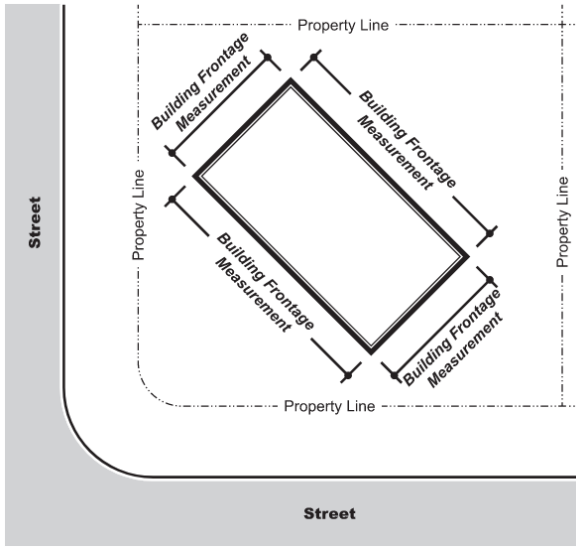 Property Line
Building Frontage
Measurement
Building Frontage
Measurement
Property Line
Property Line
Street
Building Frontage
Measurement
Building Frontage
Measurement
Property Line
Street